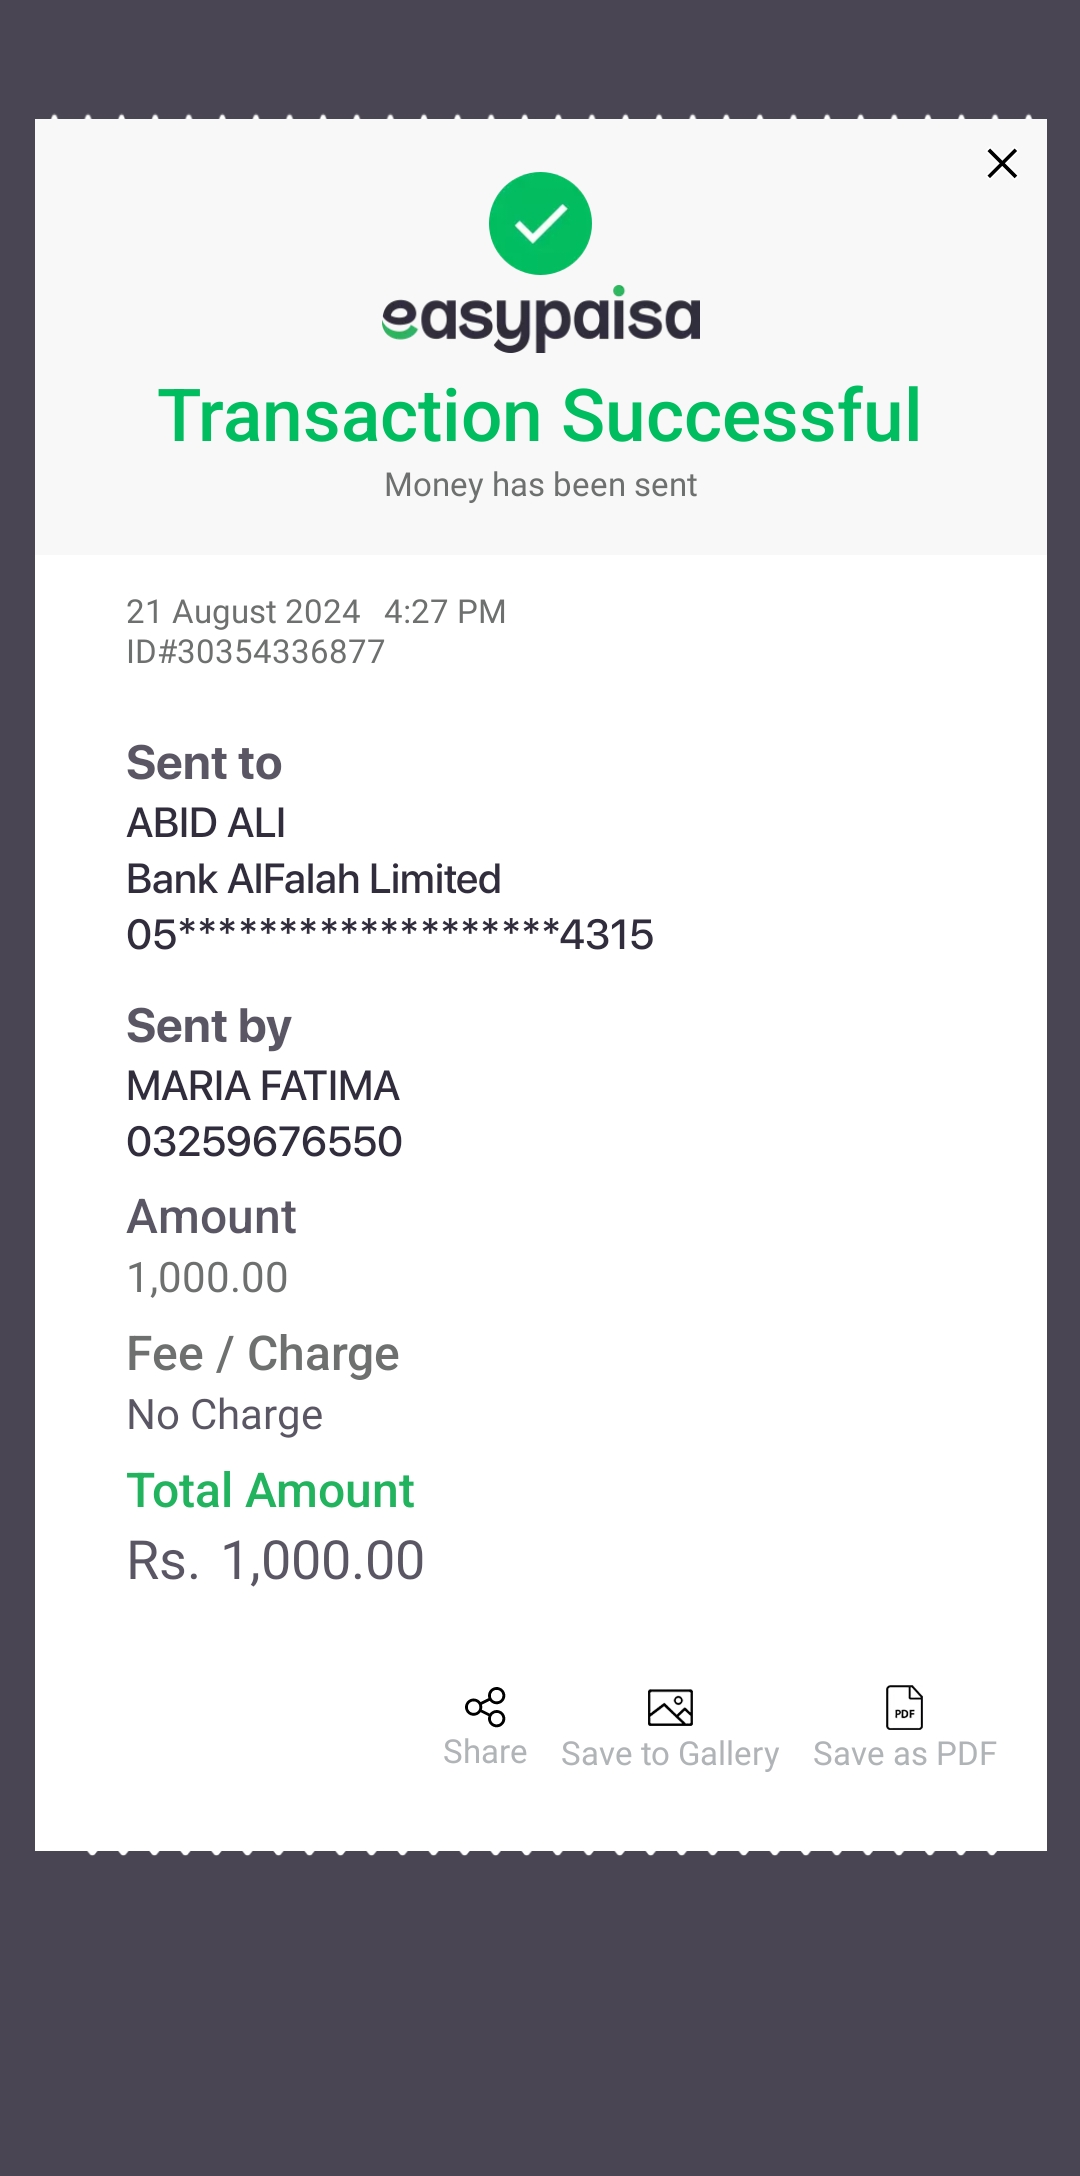 easypaisa
Transaction Successful
Money has been sent
21 August 2024 4:27 PM
ID#30354336877
Sent to
ABID ALI
Bank AlFalah Limited
05*******************4315
Sent by
MARIA FATIMA
03259676550
Amount
1,000.00
Fee / Charge
No Charge
Total Amount
Rs. 1,000.00
PDF
Share Save to Gallery Save as PDF